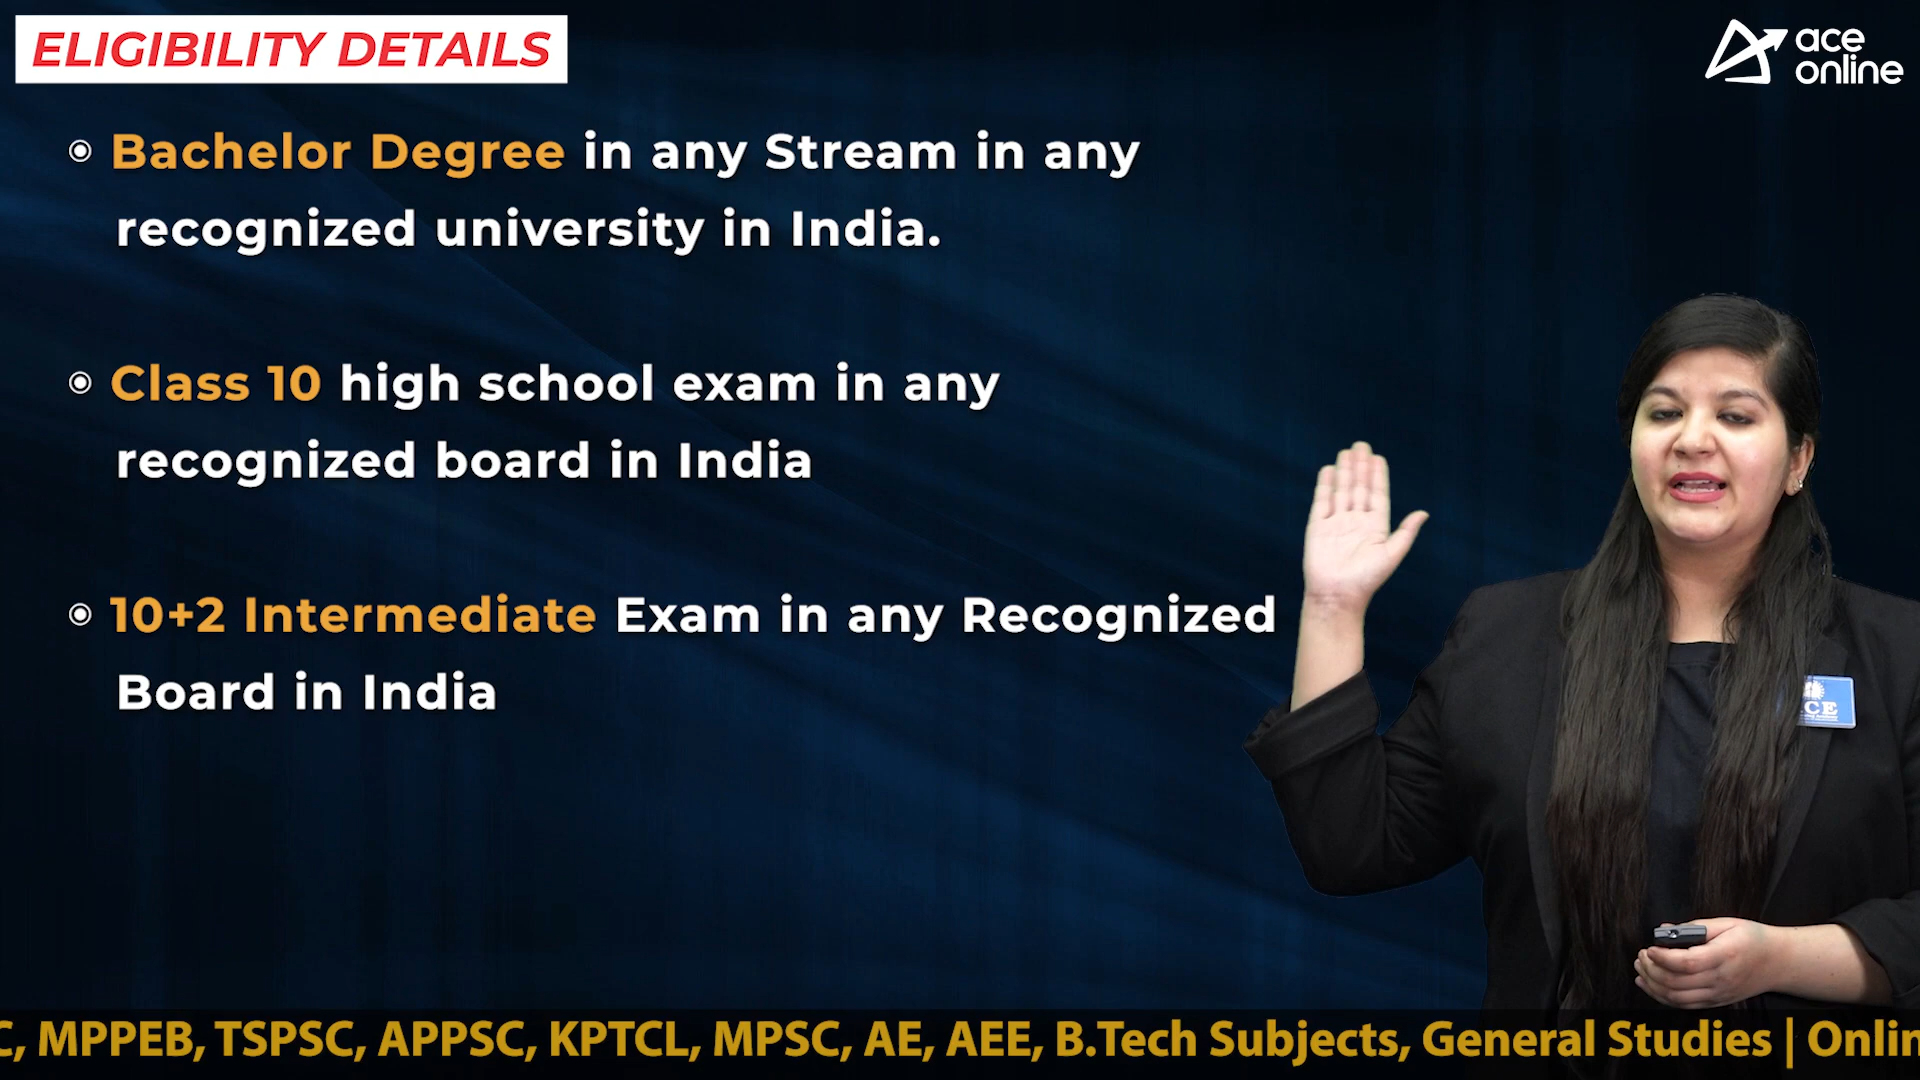 ELIGIBILITY DETAILS
ace
online
Bachelor Degree in any Stream in any
recognized university in India.
Class 10 high school exam in any
recognized board in India
10+2 Intermediate Exam in any Recognized
Board in India
CE
C, MPPEB, TSPSC, APPSC, KPTCL, MPSC, AE, AEE, B.Tech Subjects, General Studies | Onlin